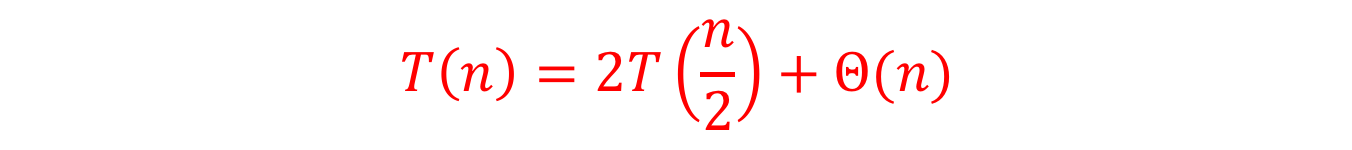 T(n) = 2T(n/2) + Θ(n)